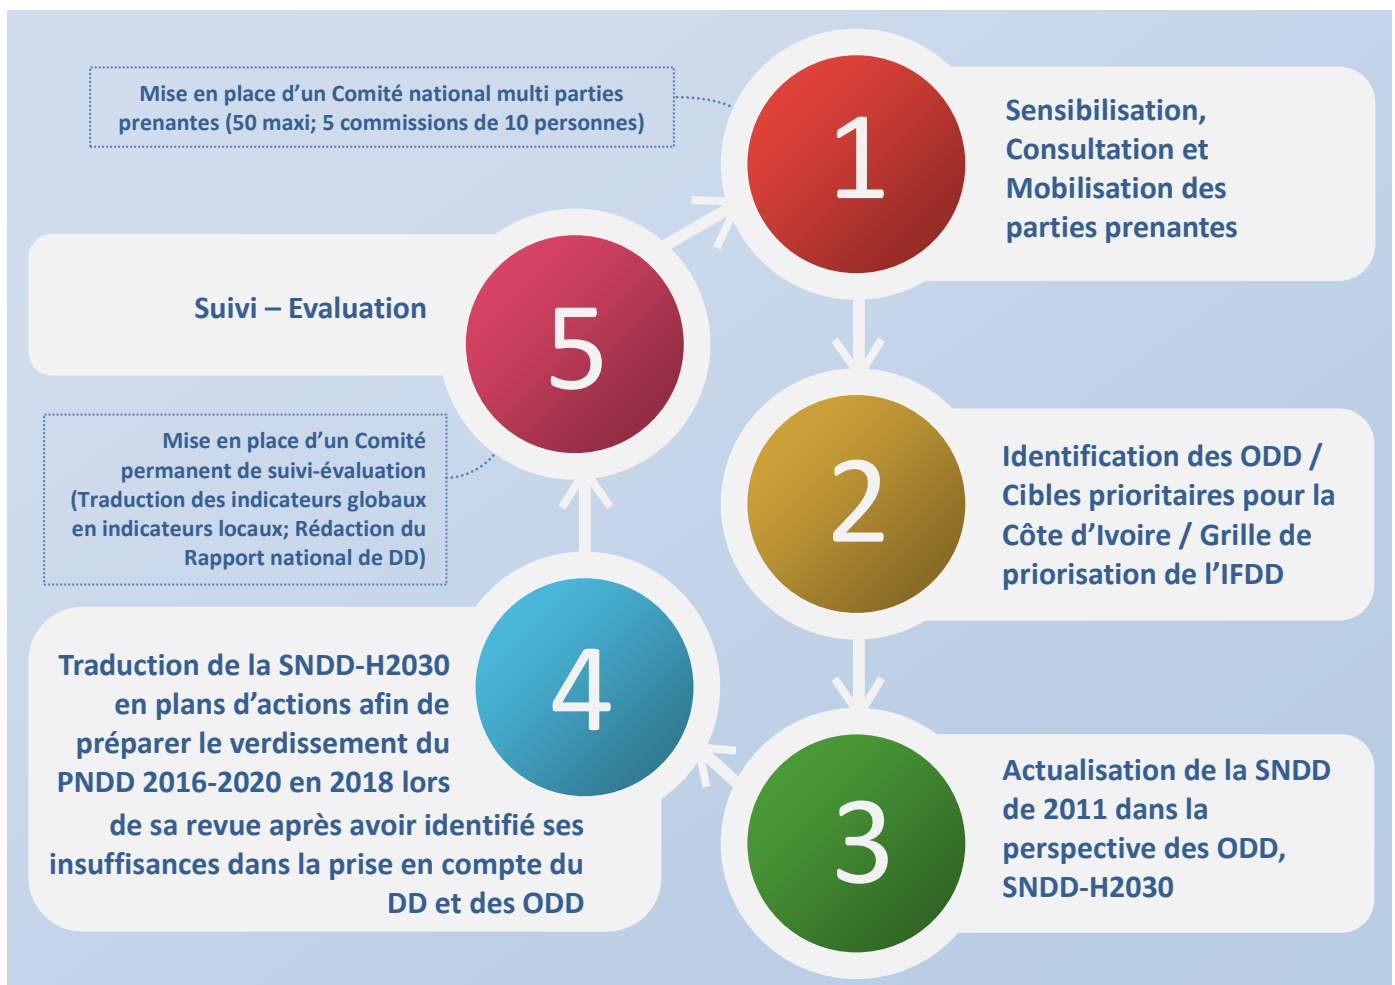 Mise en place d’un Comité national multi parties
prenantes (50 maxi; 5 commissions de 10 personnes)
1
Sensibilisation,
Consultation et
Mobilisation des
parties prenantes
2
Identification des ODD /
Cibles prioritaires pour la
Côte d’Ivoire / Grille de
priorisation de l’IFDD
3
Actualisation de la SNDD
de 2011 dans la
perspective des ODD,
SNDD-H2030
4
Traduction de la SNDD-H2030
en plans d’actions afin de
préparer le verdissement du
PNDD 2016-2020 en 2018 lors
de sa revue après avoir identifié ses
insuffisances dans la prise en compte du
DD et des ODD
5
Suivi – Evaluation
Mise en place d’un Comité
permanent de suivi-évaluation
(Traduction des indicateurs globaux
en indicateurs locaux; Rédaction du
Rapport national de DD)